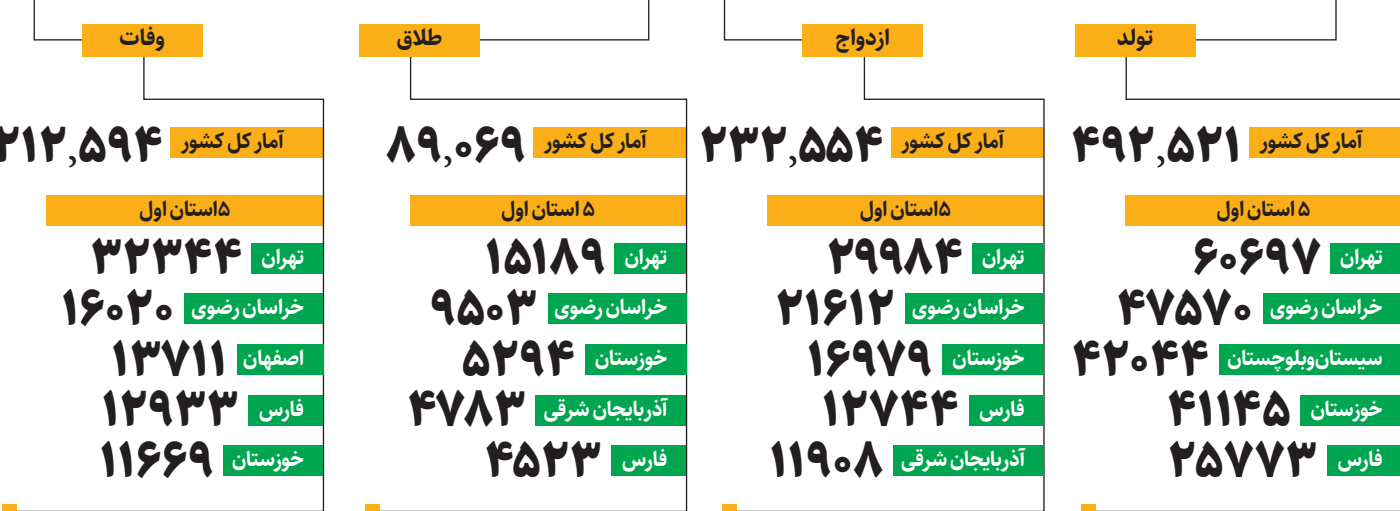 تولد
آمار کل کشور ۴۹۲,۵۲۱
۵ استان اول
تهران ۶۰۶۹۷
خراسان رضوی ۴۷۵۷۰
سیستان‌وبلوچستان ۴۲۰۴۴
خوزستان ۴۱۱۴۵
فارس ۲۵۷۷۳
ازدواج
آمار کل کشور ۲۳۲,۵۵۴
۵استان اول
تهران ۲۹۹۸۴
خراسان رضوی ۲۱۶۱۲
خوزستان ۱۶۹۷۹
فارس ۱۲۷۴۴
آذربایجان شرقی ۱۱۹۰۸
طلاق
آمار کل کشور ۸۹,۰۶۹
۵ استان اول
تهران ۱۵۱۸۹
خراسان رضوی ۹۵۰۳
خوزستان ۵۲۹۴
آذربایجان شرقی ۴۷۸۳
فارس ۴۵۲۳
وفات
آمار کل کشور ۲۱۲,۵۹۴
۵استان اول
تهران ۳۲۳۴۴
خراسان رضوی ۱۶۰۲۰
اصفهان ۱۳۷۱۱
فارس ۱۲۹۳۳
خوزستان ۱۱۶۶۹